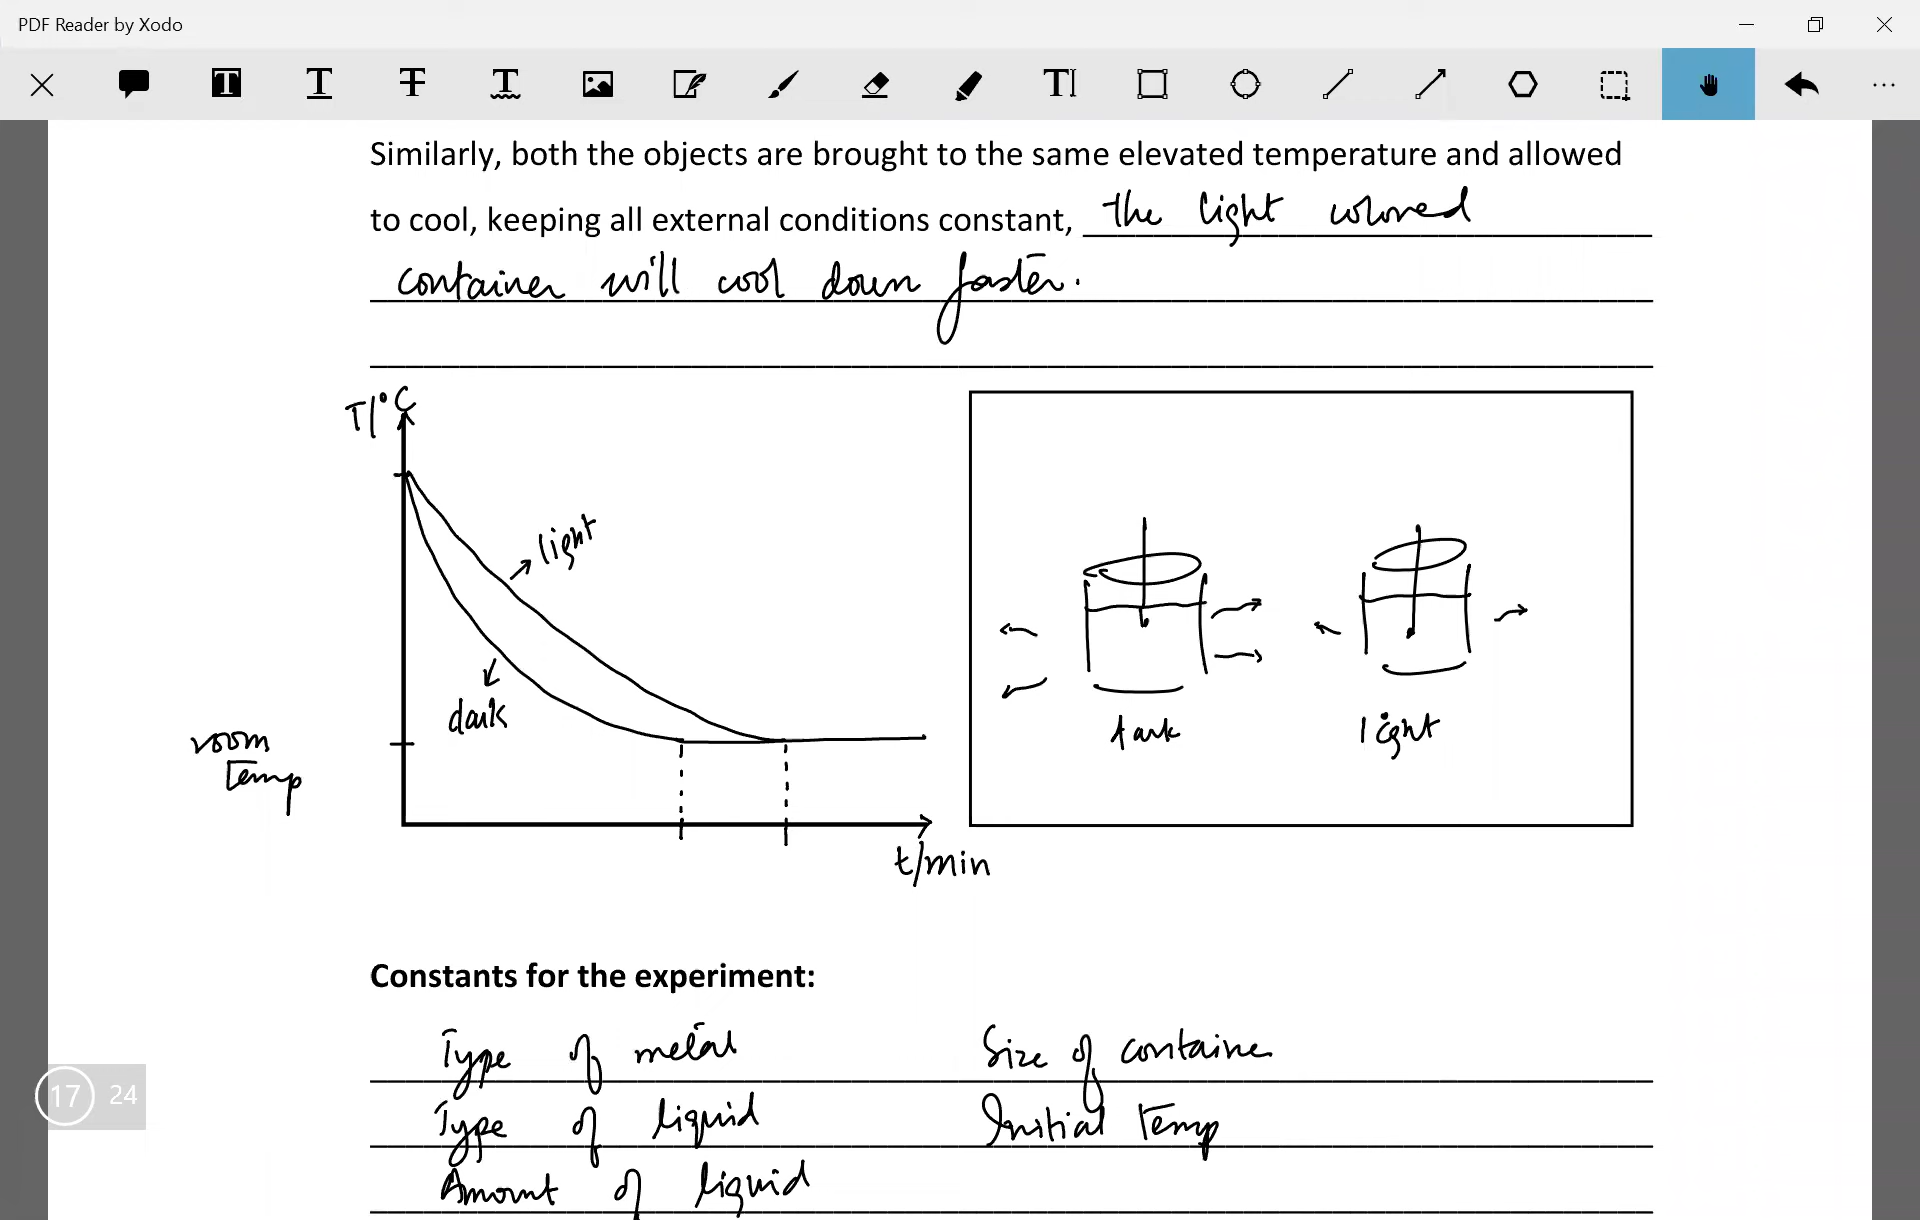 PDF Reader by Xodo
Similarly, both the objects are brought to the same elevated temperature and allowed
to cool, keeping all external conditions constant, the light colored
container will cool down faster.
T/°C
light
dark
room
Temp
t/min
dark
light
Constants for the experiment:
Type of metal Size of container
Type of liquid Initial Temp
Amount of liquid
17 24